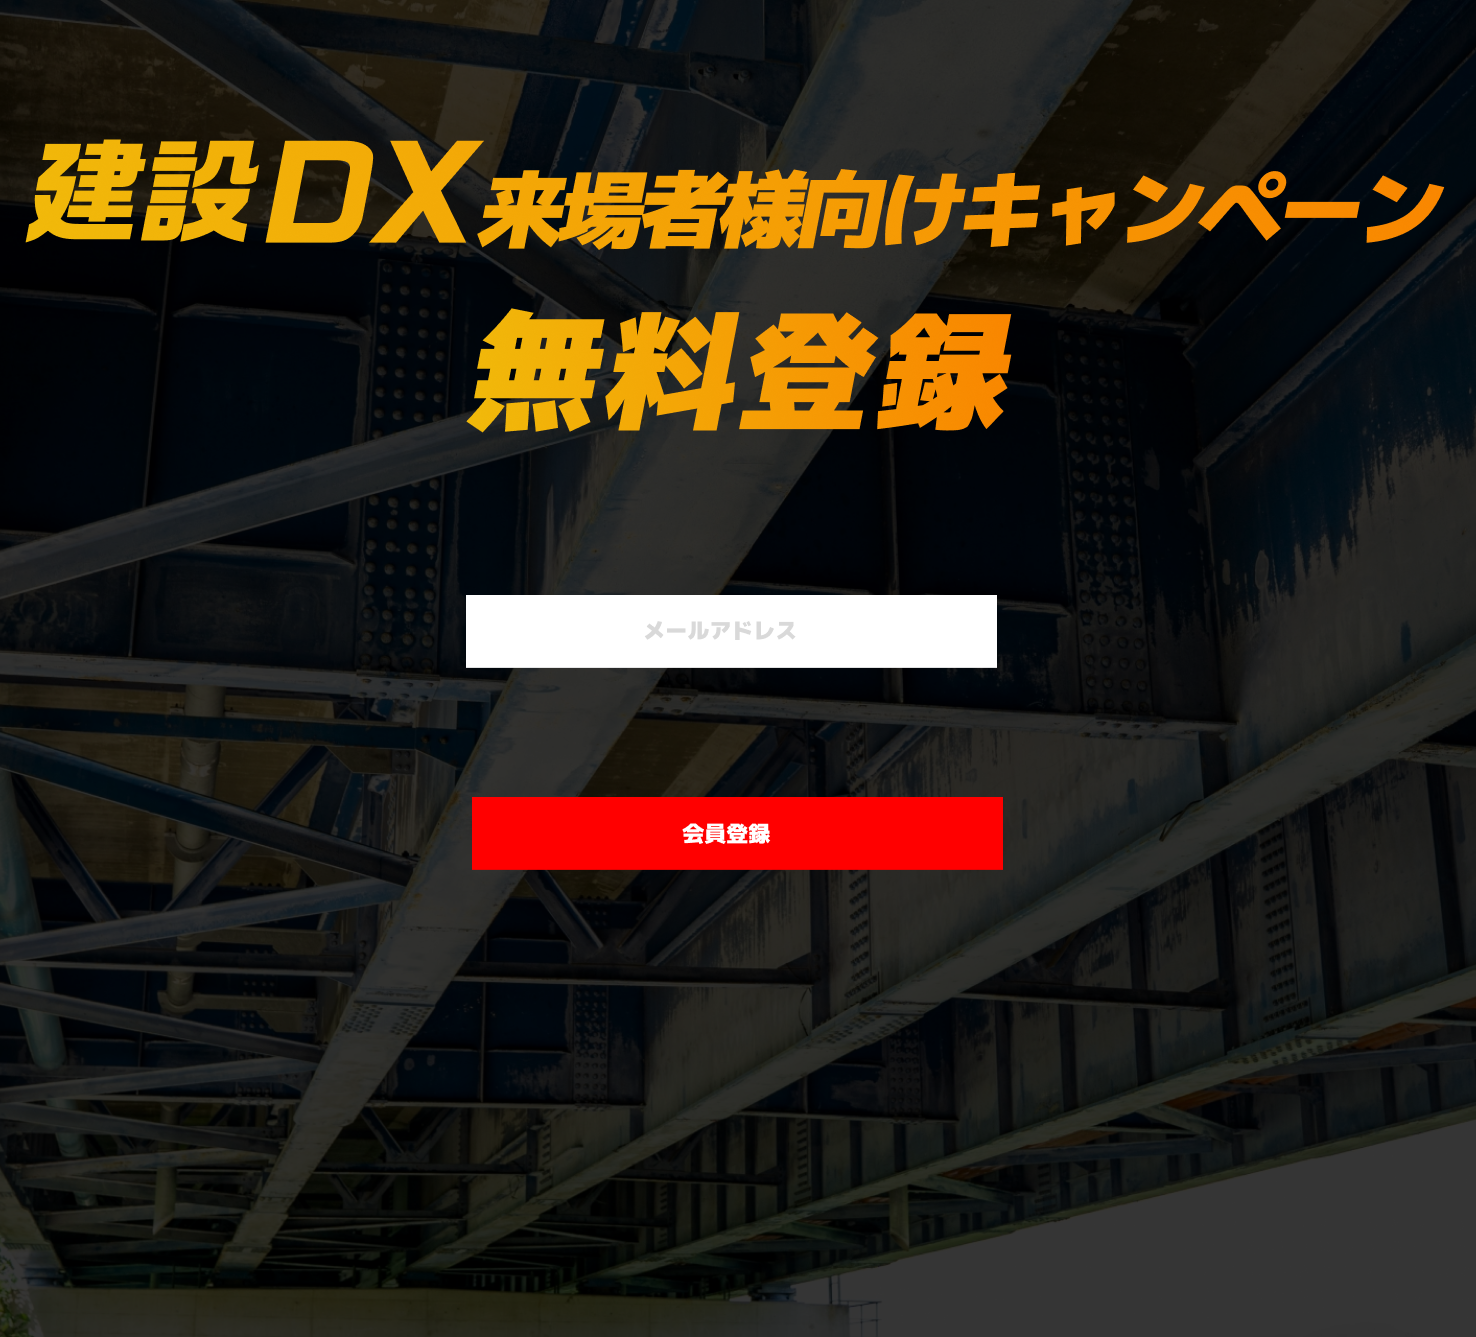 建設DX来場者様向けキャンペーン
無料登録
メールアドレス
会員登録